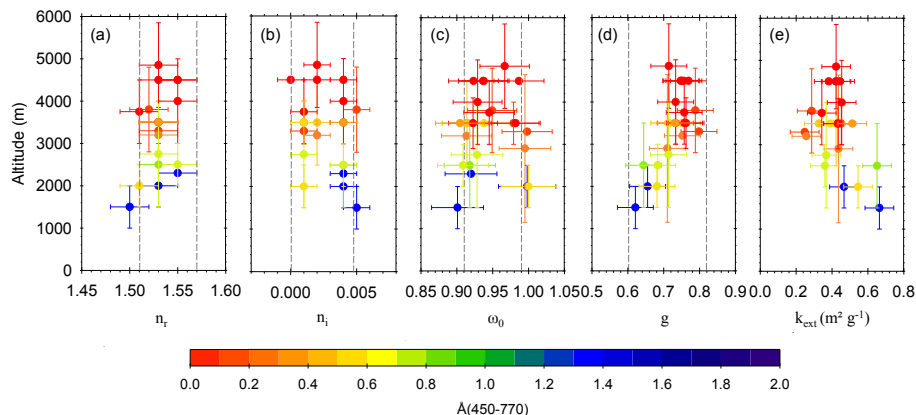 (a) (b) (c) (d) (e)
Altitude (m)
6000
5000
4000
3000
2000
1000
0
1.45 1.50 1.55 1.60
0.000 0.005
0.85 0.90 0.95 1.00 1.05
0.5 0.6 0.7 0.8 0.9
0.0 0.2 0.4 0.6 0.8
n_r n_i ω_0 g k_ext (m² g⁻¹)
0.0 0.2 0.4 0.6 0.8 1.0 1.2 1.4 1.6 1.8 2.0
Å(450-770)